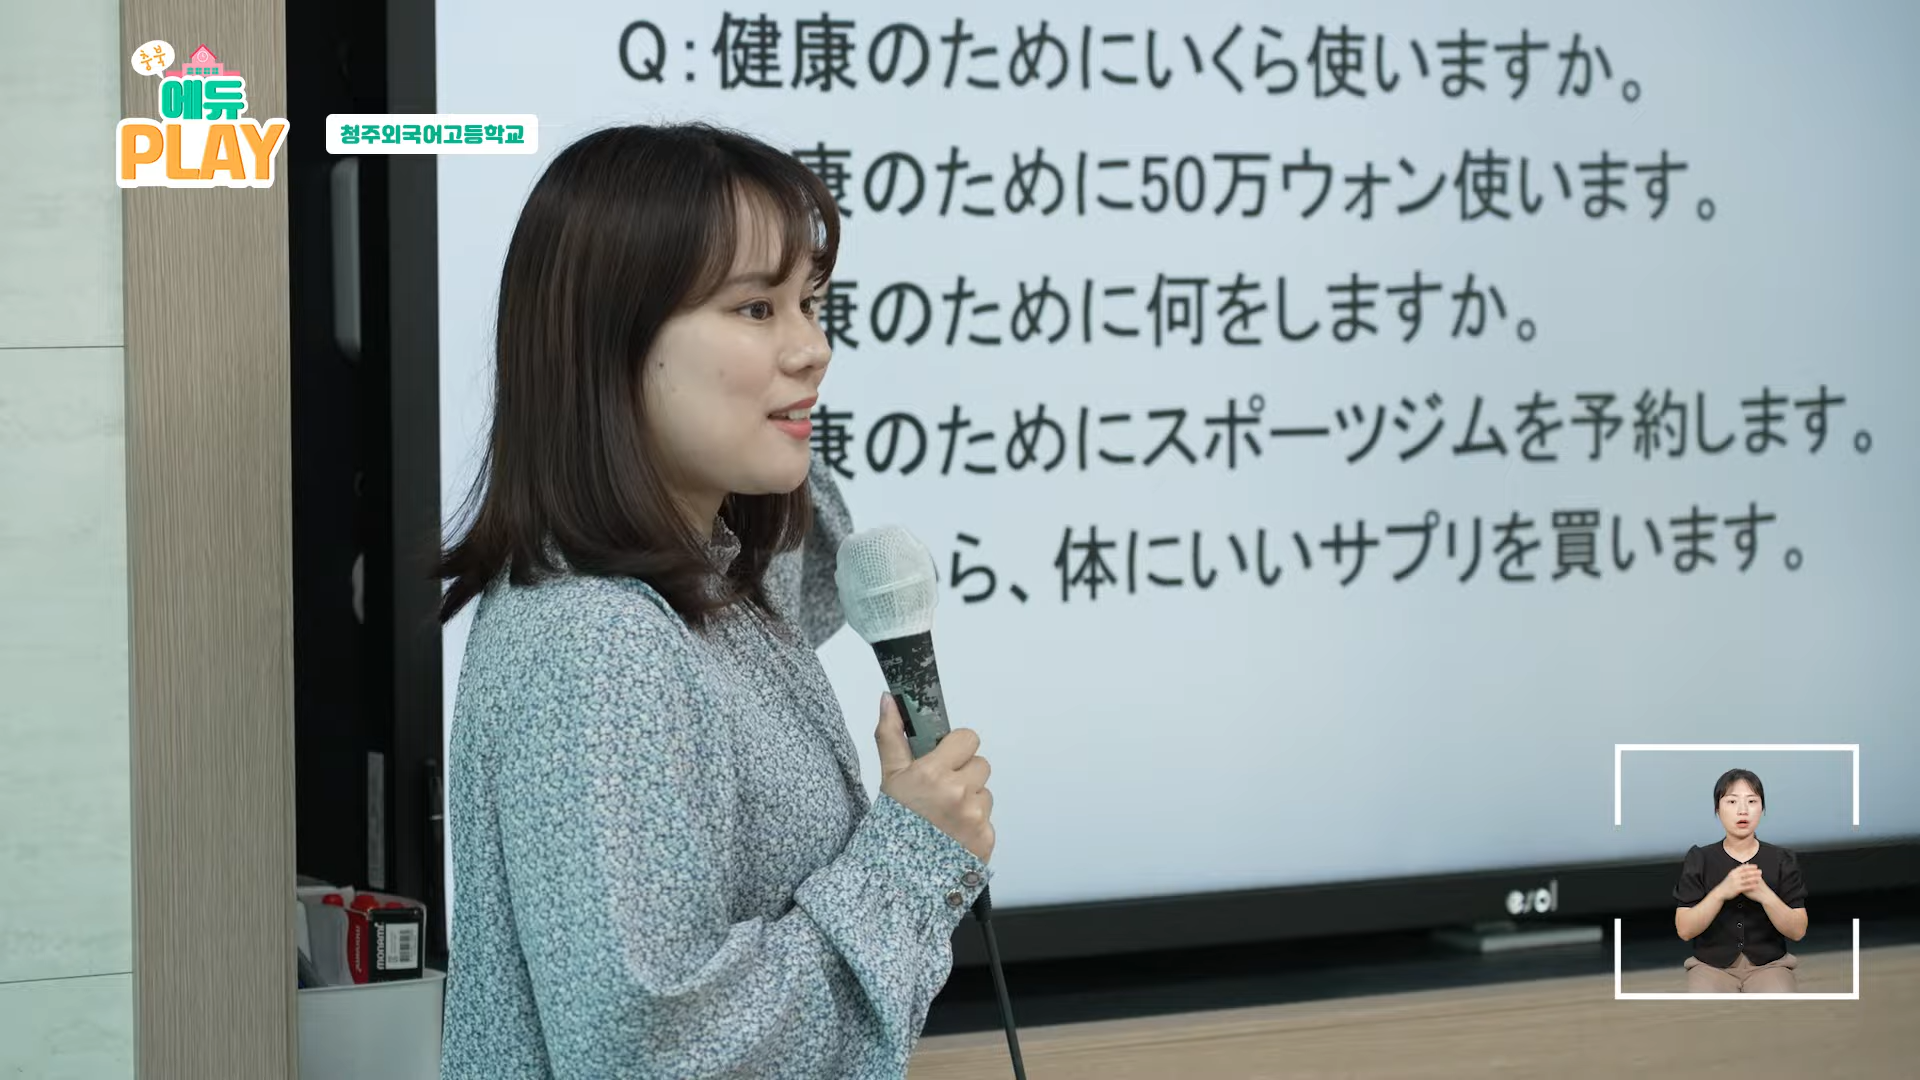 충북
에듀
PLAY
청주외국어고등학교
Q:健康のためにいくら使いますか。
康のために50万ウォン使います。
康のために何をしますか。
康のためにスポーツジムを予約します。
ら、体にいいサプリを買います。
monami